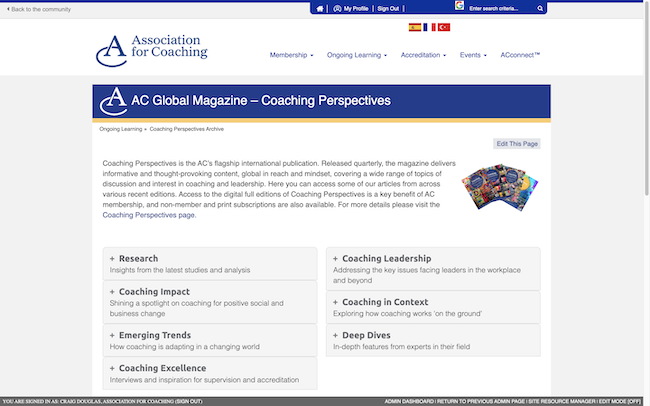 Back to the community
My Profile | Sign Out
Enter search criteria...
Association
for Coaching
Membership
Ongoing Learning
Accreditation
Events
ACconnect™
AC Global Magazine – Coaching Perspectives
Ongoing Learning ▸ Coaching Perspectives Archive
Edit This Page
Coaching Perspectives is the AC's flagship international publication. Released quarterly, the magazine delivers
informative and thought-provoking content, global in reach and mindset, covering a wide range of topics of
discussion and interest in coaching and leadership. Here you can access some of our articles from across
various recent editions. Access to the digital full editions of Coaching Perspectives is a key benefit of AC
membership, and non-member and print subscriptions are also available. For more details please visit the
Coaching Perspectives page.
+ Research
Insights from the latest studies and analysis
+ Coaching Impact
Shining a spotlight on coaching for positive social and
business change
+ Emerging Trends
How coaching is adapting in a changing world
+ Coaching Excellence
Interviews and inspiration for supervision and accreditation
+ Coaching Leadership
Addressing the key issues facing leaders in the workplace
and beyond
+ Coaching in Context
Exploring how coaching works 'on the ground'
+ Deep Dives
In-depth features from experts in their field
YOU ARE SIGNED IN AS: CRAIG DOUGLAS, ASSOCIATION FOR COACHING (SIGN OUT)
ADMIN DASHBOARD | RETURN TO PREVIOUS ADMIN PAGE | SITE RESOURCE MANAGER | EDIT MODE [OFF]